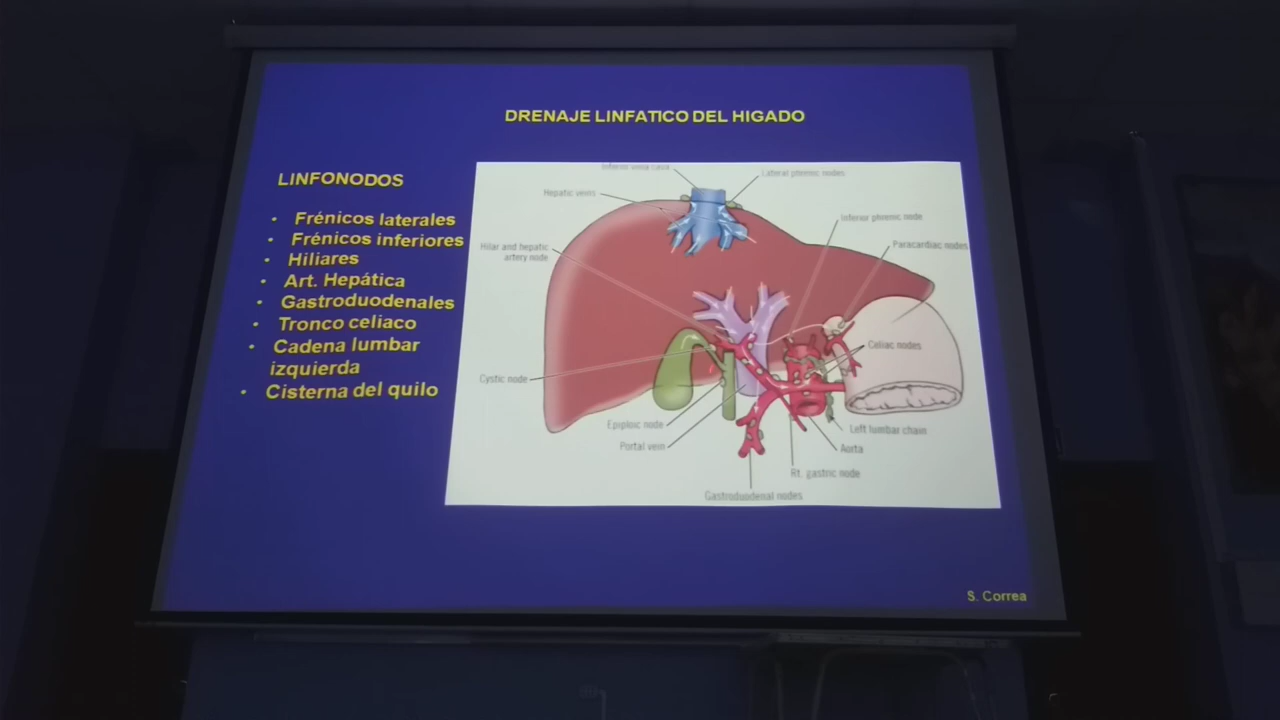 DRENAJE LINFATICO DEL HIGADO
LINFONODOS
• Frénicos laterales
• Frénicos inferiores
• Hiliares
• Art. Hepática
• Gastroduodenales
• Tronco celiaco
• Cadena lumbar
izquierda
• Cisterna del quilo
Inferior vena cava
Lateral phrenic nodes
Hepatic veins
Inferior phrenic node
Hilar and hepatic
artery node
Paracardiac nodes
Celiac nodes
Cystic node
Epiploic node
Left lumbar chain
Portal vein
Aorta
Rt. gastric node
Gastroduodenal nodes
S. Correa